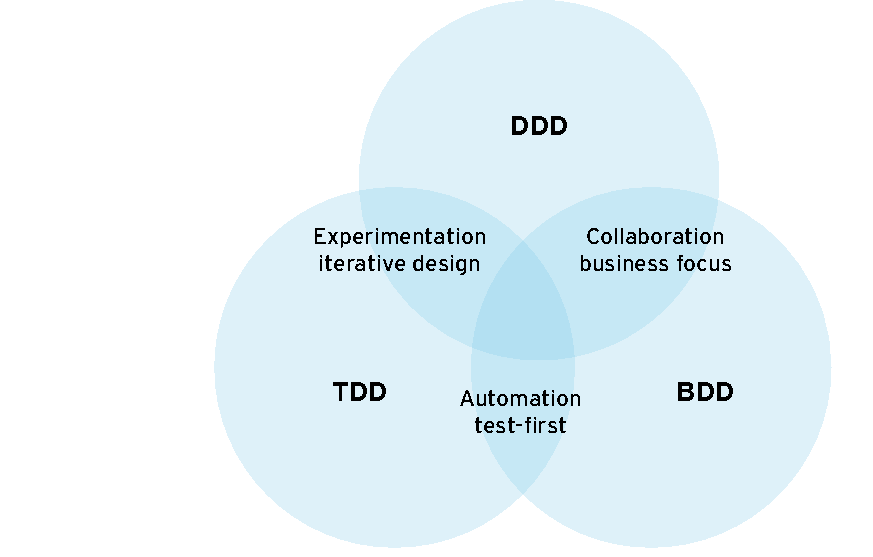 DDD
Experimentation
iterative design
Collaboration
business focus
TDD
Automation
test-first
BDD